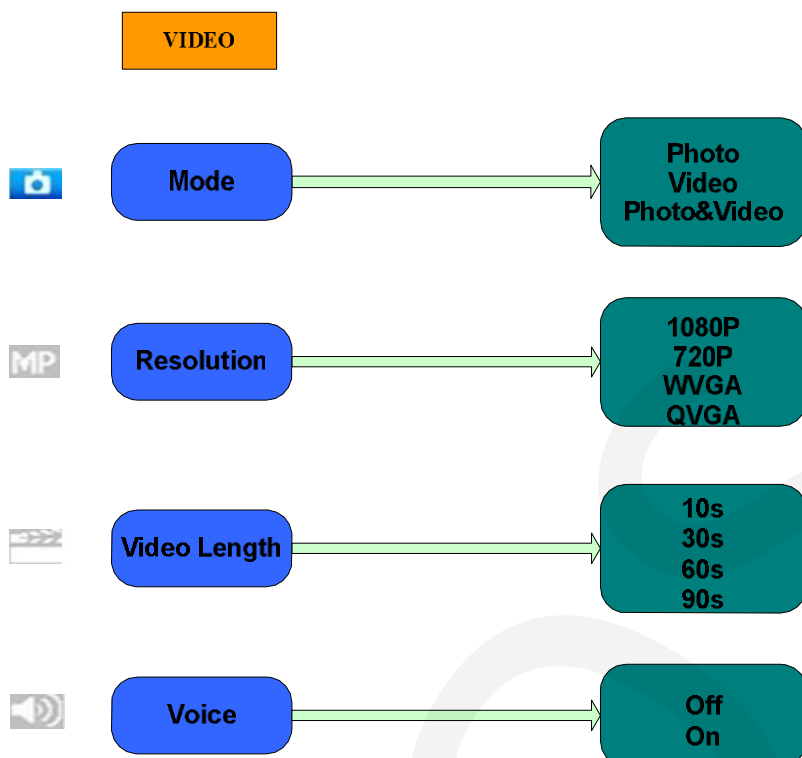 VIDEO
Mode
Photo
Video
Photo&Video
MP
Resolution
1080P
720P
WVGA
QVGA
Video Length
10s
30s
60s
90s
Voice
Off
On